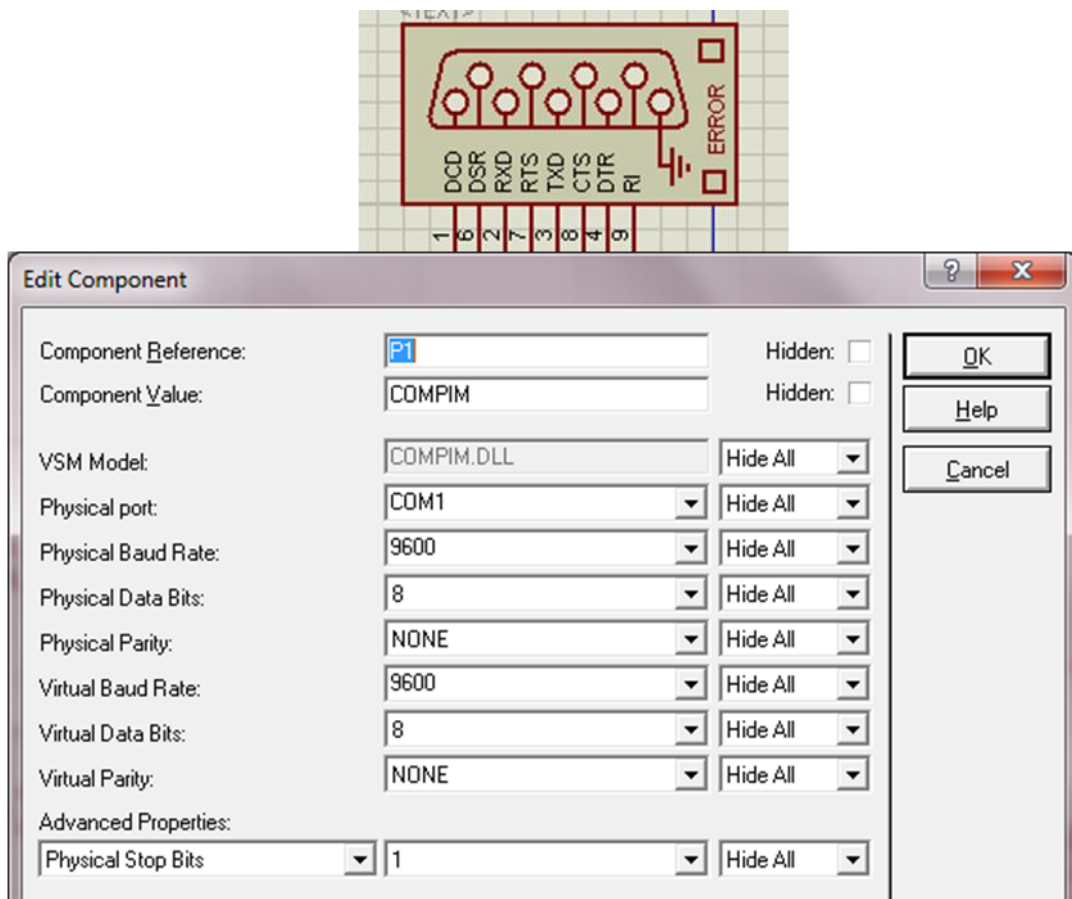 <TEXT>
ERROR
DCD
DSR
RXD
RTS
TXD
CTS
DTR
RI
1
6
2
7
3
8
4
9
Edit Component
?
X
Component Reference: P1 Hidden: OK
Component Value: COMPIM Hidden: Help
VSM Model: COMPIM.DLL Hide All Cancel
Physical port: COM1 Hide All
Physical Baud Rate: 9600 Hide All
Physical Data Bits: 8 Hide All
Physical Parity: NONE Hide All
Virtual Baud Rate: 9600 Hide All
Virtual Data Bits: 8 Hide All
Virtual Parity: NONE Hide All
Advanced Properties:
Physical Stop Bits 1 Hide All